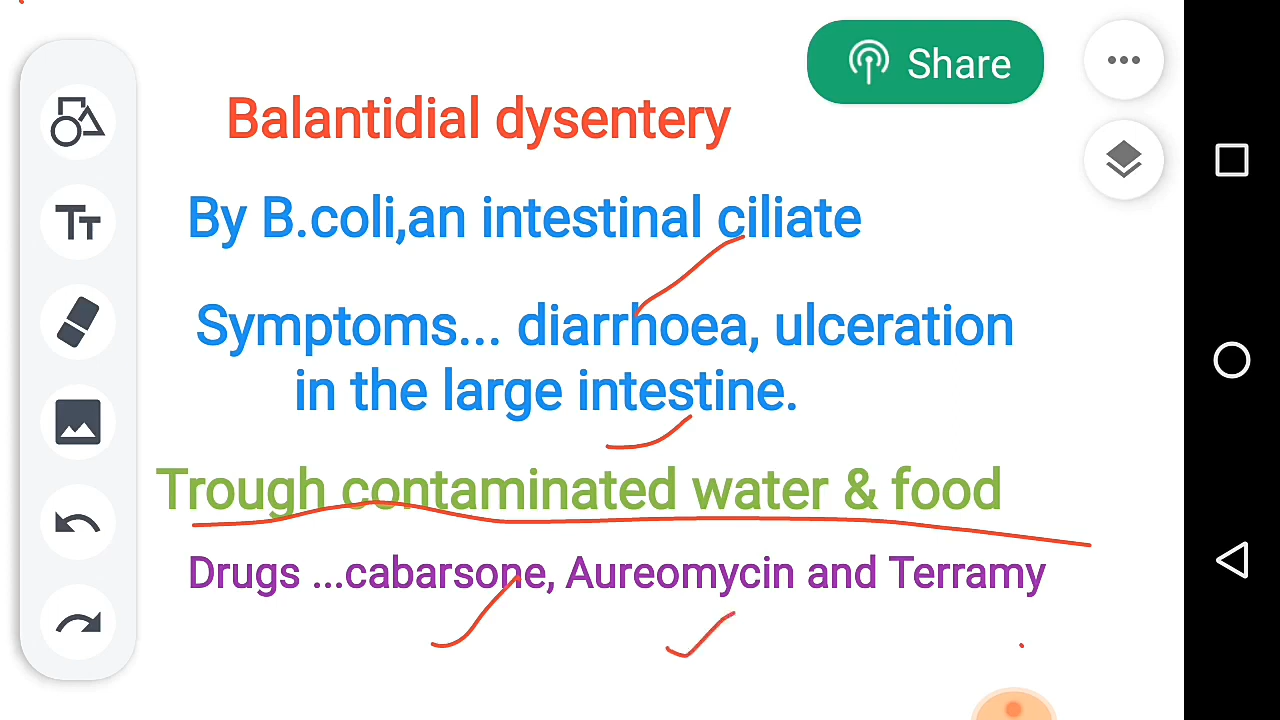 Share
Balantidial dysentery
By B.coli,an intestinal ciliate
Symptoms... diarrhoea, ulceration
in the large intestine.
Trough contaminated water & food
Drugs ...cabarsone, Aureomycin and Terramy